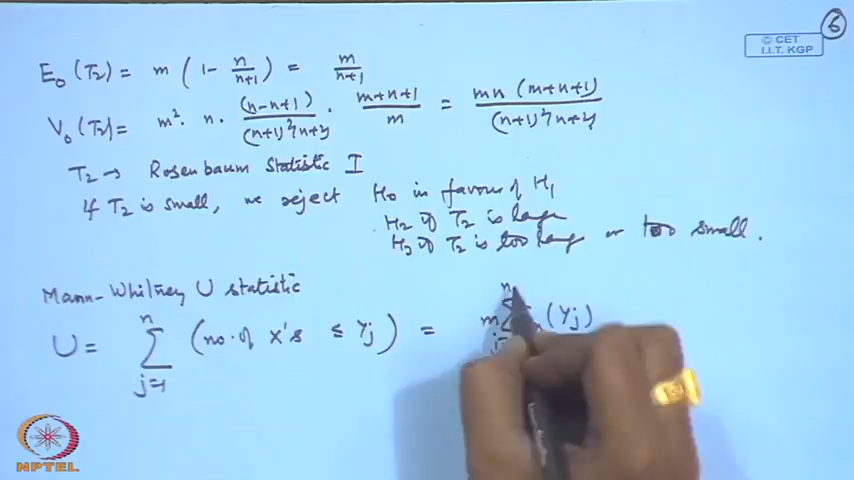 6
© CET
I.I.T. KGP
E₀(T₂) = m (1 - n/(n+1)) = m/(n+1)
V₀(T₂) = m² · n · (n-n+1)/((n+1)²(n+2)) · (m+n+1)/m = mn (m+n+1)/((n+1)²(n+2))
T₂ → Rosenbaum Statistic I
If T₂ is small, we reject H₀ in favour of H₁
H₂ if T₂ is large
H₃ if T₂ is too large or too small.
Mann-Whitney U statistic
U = n ∑ j=1 (no. of X's ≤ Yj) = m n ∑ (Yj)
NPTEL